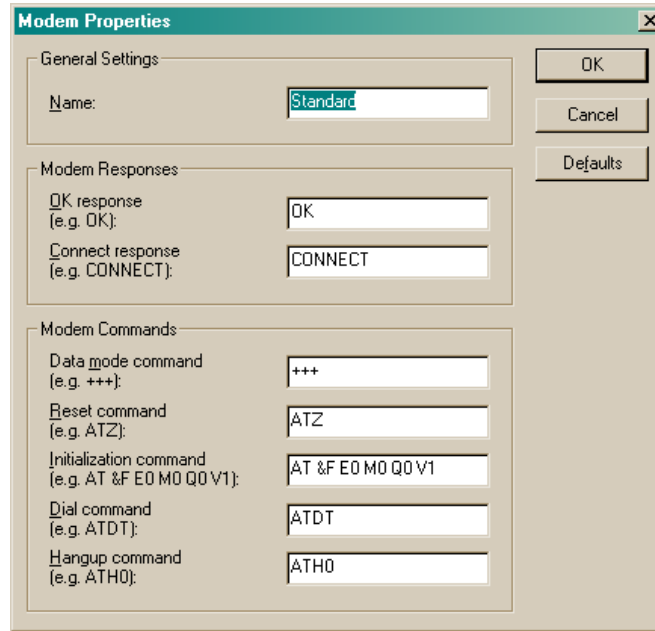 Modem Properties
General Settings
Name:
Standard
OK
Cancel
Defaults
Modem Responses
OK response
(e.g. OK):
OK
Connect response
(e.g. CONNECT):
CONNECT
Modem Commands
Data mode command
(e.g. +++):
+++
Reset command
(e.g. ATZ):
ATZ
Initialization command
(e.g. AT &F E0 M0 Q0 V1):
AT &F E0 M0 Q0 V1
Dial command
(e.g. ATDT):
ATDT
Hangup command
(e.g. ATH0):
ATH0